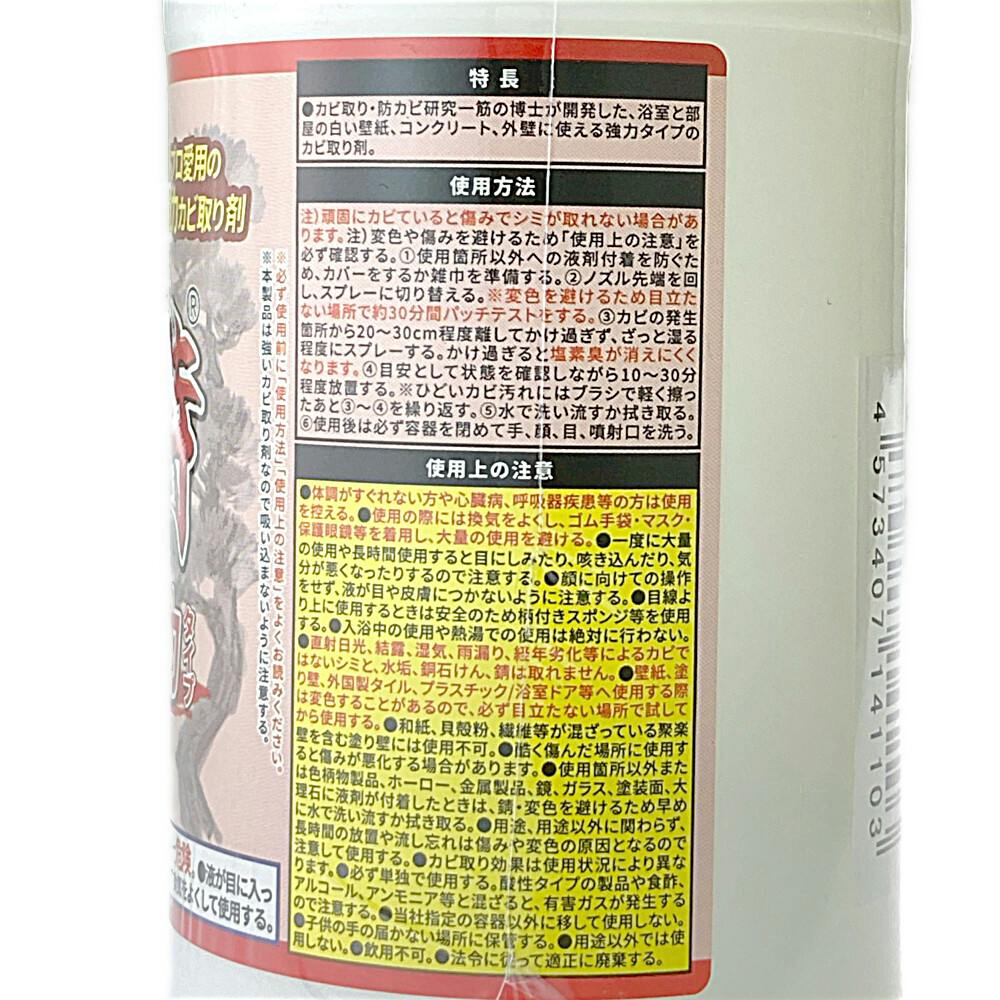 プロ愛用の
カビ取り剤
®
タイプ
※必ず使用前に「使用方法」「使用上の注意」をよくお読みください。
※本製品は強いカビ取り剤なので吸い込まないように注意する。
●液が目に入っ
をよくして使用する。
特 長
●カビ取り・防カビ研究一筋の博士が開発した、浴室と部
屋の白い壁紙、コンクリート、外壁に使える強力タイプの
カビ取り剤。
使用方法
注)頑固にカビていると傷みでシミが取れない場合があ
ります。注)変色や傷みを避けるため「使用上の注意」を
必ず確認する。①使用箇所以外への液剤付着を防ぐた
め、カバーをするか雑巾を準備する。②ノズル先端を回
し、スプレーに切り替える。※変色を避けるため目立た
ない場所で約30分間パッチテストをする。③カビの発生
箇所から20〜30cm程度離してかけ過ぎず、ざっと湿る
程度にスプレーする。かけ過ぎると塩素臭が消えにくく
なります。④目安として状態を確認しながら10〜30分
程度放置する。※ひどいカビ汚れにはブラシで軽く擦っ
たあと③〜④を繰り返す。⑤水で洗い流すか拭き取る。
⑥使用後は必ず容器を閉めて手、顔、目、噴射口を洗う。
使用上の注意
●体調がすぐれない方や心臓病、呼吸器疾患等の方は使用
を控える。●使用の際には換気をよくし、ゴム手袋・マスク・
保護眼鏡等を着用し、大量の使用を避ける。●一度に大量
の使用や長時間使用すると目にしみたり、咳き込んだり、気
分が悪くなったりするので注意する。●顔に向けての操作
をせず、液が目や皮膚につかないように注意する。●目線よ
り上に使用するときは安全のため柄付きスポンジ等を使用
する。●入浴中の使用や熱湯での使用は絶対に行わない。
●直射日光、結露、湿気、雨漏り、経年劣化等によるカビで
はないシミと、水垢、銅石けん、錆は取れません。●壁紙、塗
り壁、外国製タイル、プラスチック/浴室ドア等へ使用する際
は変色することがあるので、必ず目立たない場所で試して
から使用する。●和紙、貝殻粉、繊維等が混ざっている聚楽
壁を含む塗り壁には使用不可。●酷く傷んだ場所に使用す
ると傷みが悪化する場合があります。●使用箇所以外また
は色柄物製品、ホーロー、金属製品、鏡、ガラス、塗装面、大
理石に液剤が付着したときは、錆・変色を避けるため早め
に水で洗い流すか拭き取る。●用途、用途以外に関わらず、
長時間の放置や流し忘れは傷みや変色の原因となるので
注意して使用する。●カビ取り効果は使用状況により異な
ります。●必ず単独で使用する。酸性タイプの製品や食酢、
アルコール、アンモニア等と混ざると、有害ガスが発生する
ので注意する。●当社指定の容器以外に移して使用しない。
●子供の手の届かない場所に保管する。●用途以外では使
用しない。●飲用不可。●法令に従って適正に廃棄する。
4573407141103